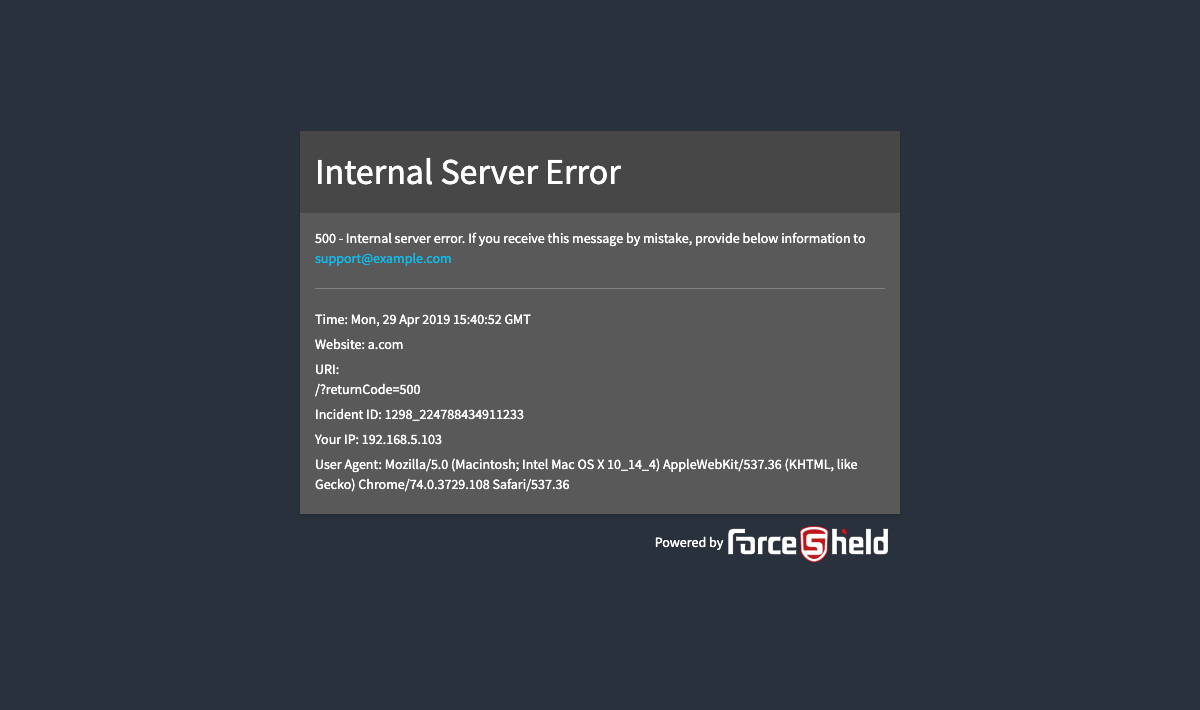 Internal Server Error
500 - Internal server error. If you receive this message by mistake, provide below information to
support@example.com
Time: Mon, 29 Apr 2019 15:40:52 GMT
Website: a.com
URI:
/?returnCode=500
Incident ID: 1298_224788434911233
Your IP: 192.168.5.103
User Agent: Mozilla/5.0 (Macintosh; Intel Mac OS X 10_14_4) AppleWebKit/537.36 (KHTML, like
Gecko) Chrome/74.0.3729.108 Safari/537.36
Powered by ForceShield